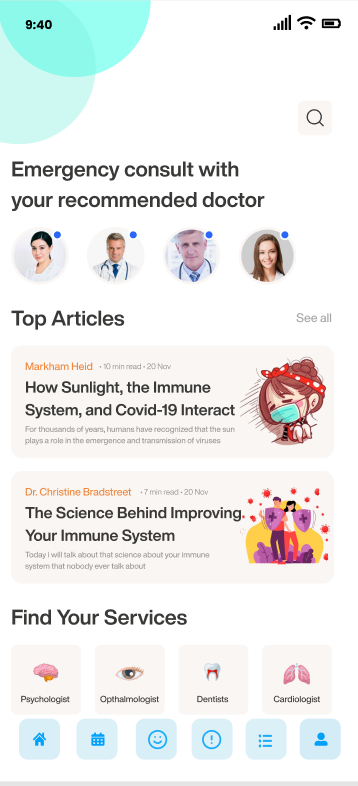 9:40
Emergency consult with
your recommended doctor
Top Articles
See all
Markham Heid • 10 min read • 20 Nov
How Sunlight, the Immune
System, and Covid-19 Interact
For thousands of years, humans have recognized that the sun
plays a role in the emergence and transmission of viruses
Dr. Christine Bradstreet • 7 min read • 20 Nov
The Science Behind Improving
Your Immune System
Today i will talk about that science about your immune
system that nobody ever talk about
Find Your Services
Psychologist
Opthalmologist
Dentists
Cardiologist